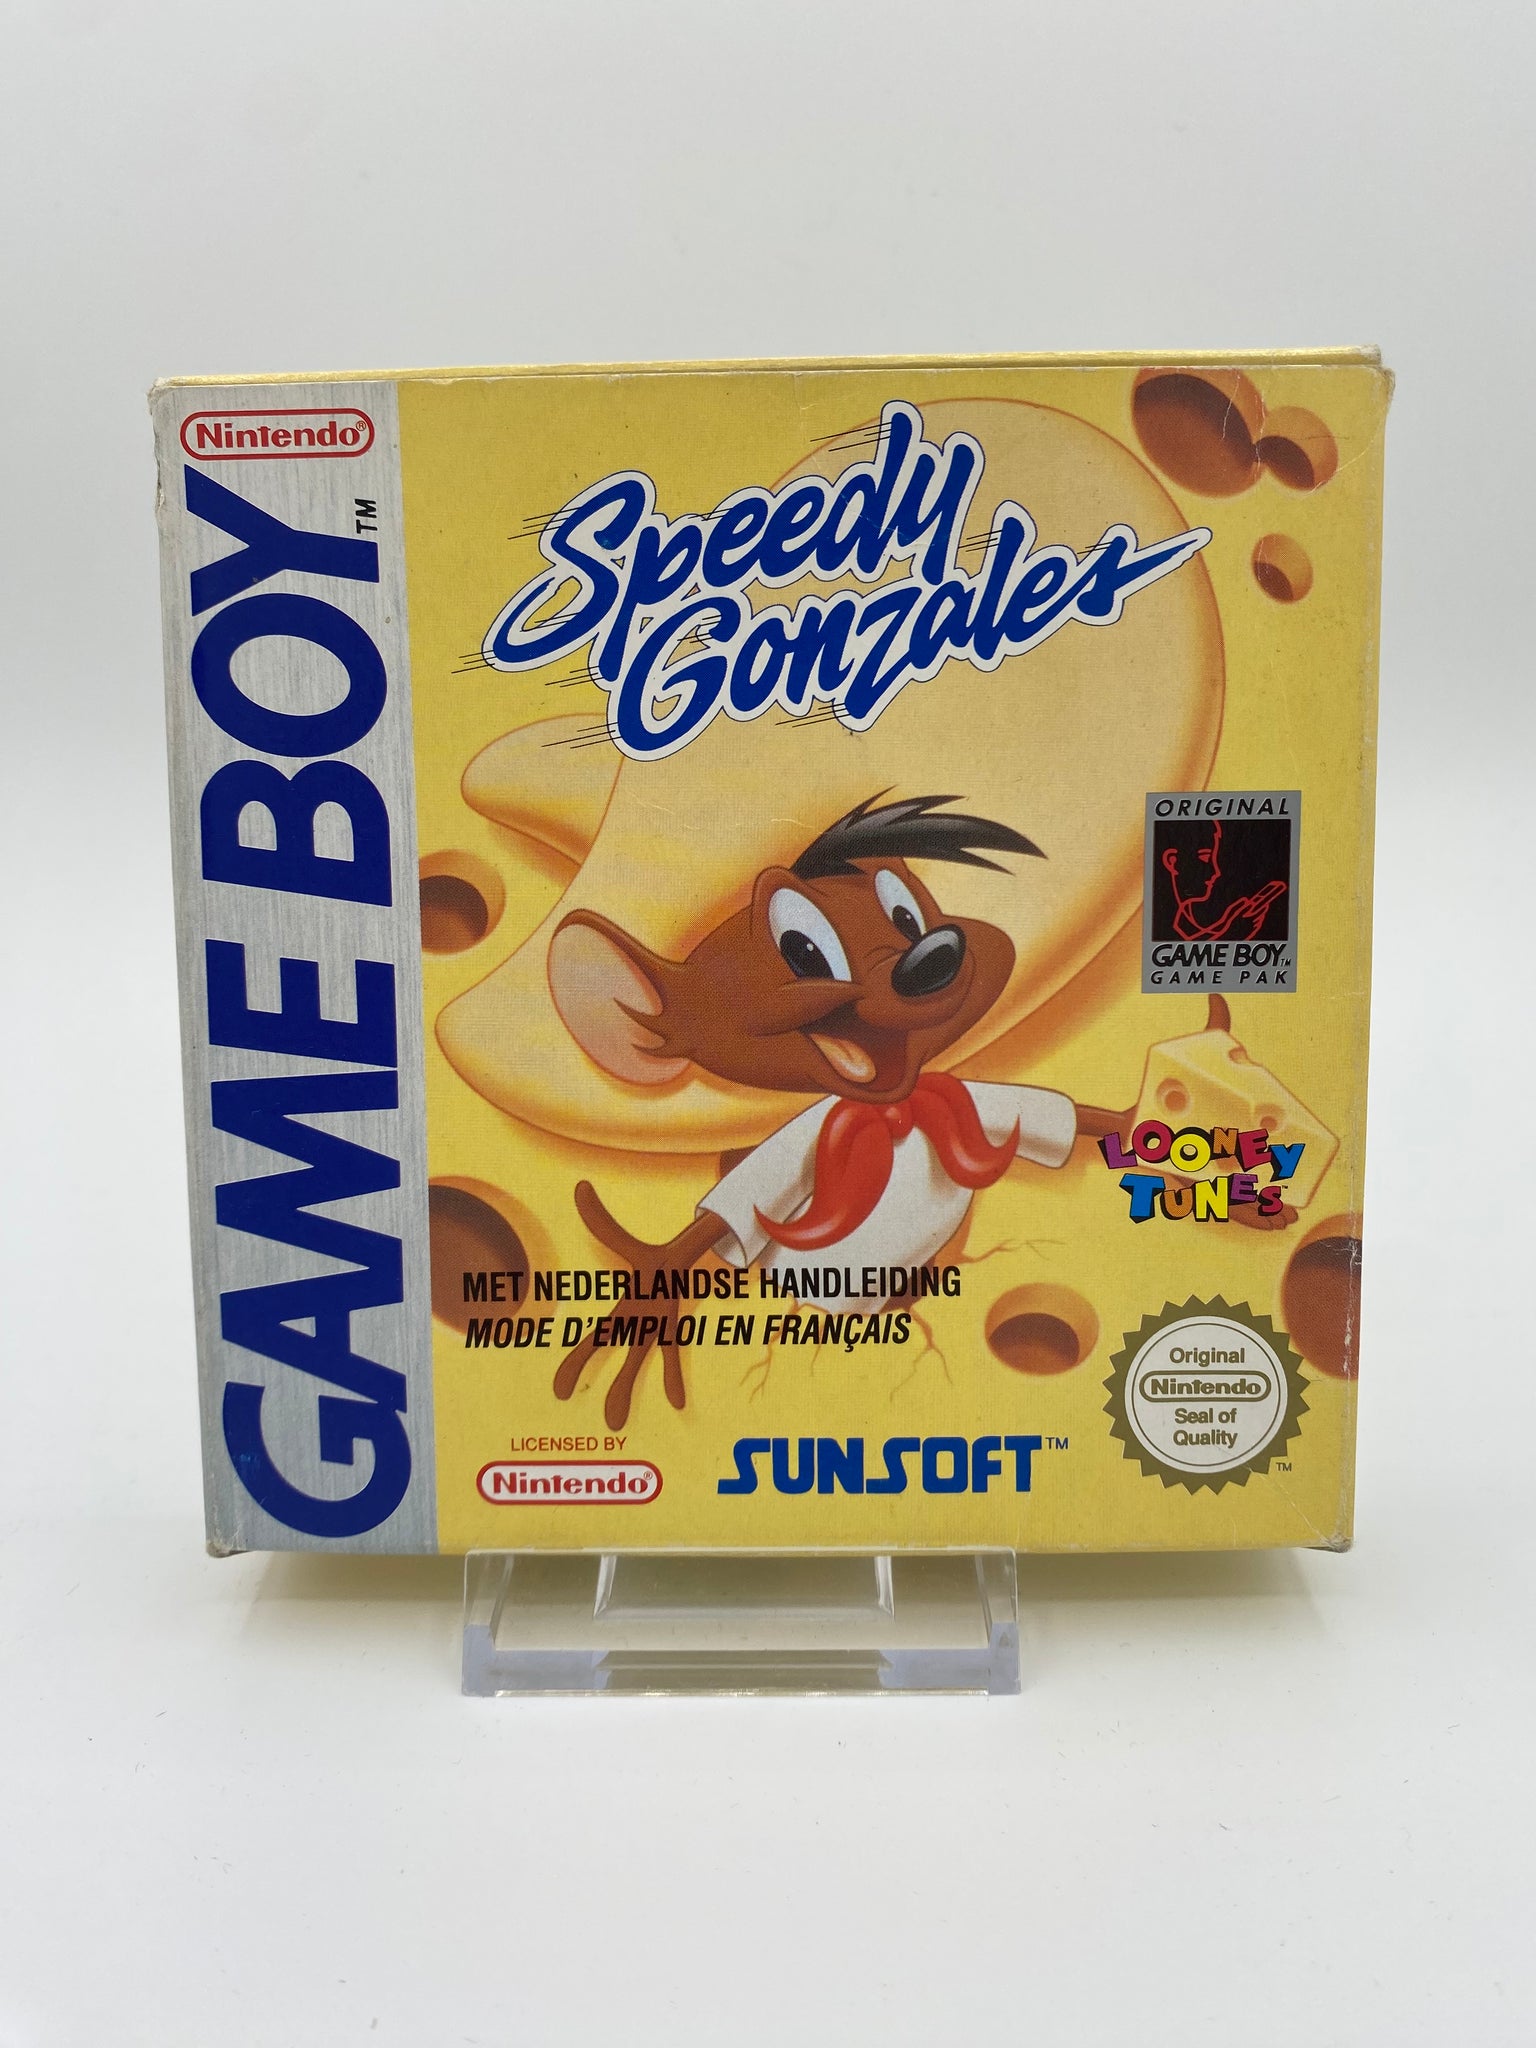 Nintendo®
GAME BOY™
Speedy
Gonzales
ORIGINAL
GAME BOY™
GAME PAK
LOONEY
TUNES™
MET NEDERLANDSE HANDLEIDING
MODE D'EMPLOI EN FRANÇAIS
LICENSED BY
Nintendo®
SUNSOFT™
Original
Nintendo
Seal of
Quality
TM